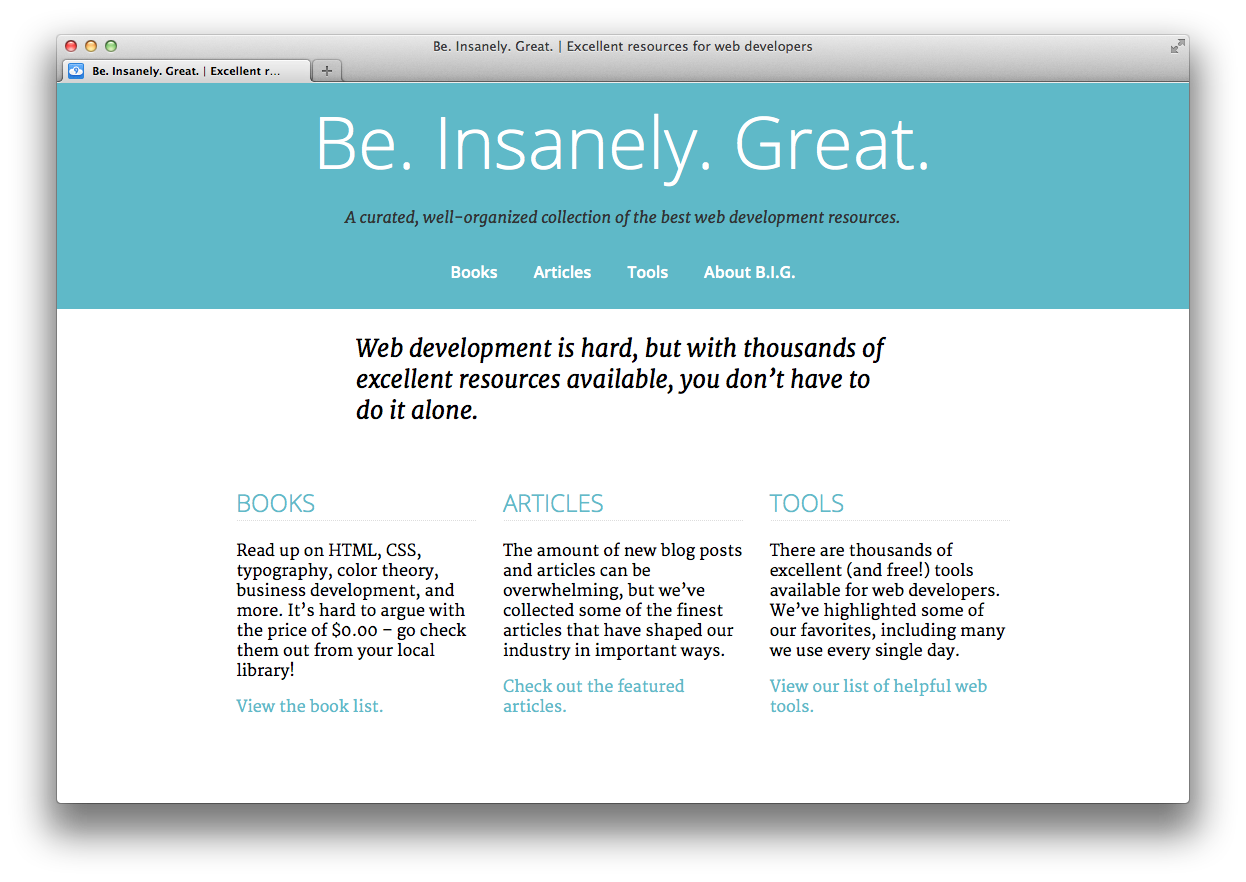 Be. Insanely. Great. | Excellent resources for web developers
Be. Insanely. Great. | Excellent r...
Be. Insanely. Great.
A curated, well-organized collection of the best web development resources.
Books Articles Tools About B.I.G.
Web development is hard, but with thousands of
excellent resources available, you don’t have to
do it alone.
BOOKS
Read up on HTML, CSS,
typography, color theory,
business development, and
more. It’s hard to argue with
the price of $0.00 – go check
them out from your local
library!
View the book list.
ARTICLES
The amount of new blog posts
and articles can be
overwhelming, but we’ve
collected some of the finest
articles that have shaped our
industry in important ways.
Check out the featured
articles.
TOOLS
There are thousands of
excellent (and free!) tools
available for web developers.
We’ve highlighted some of
our favorites, including many
we use every single day.
View our list of helpful web
tools.